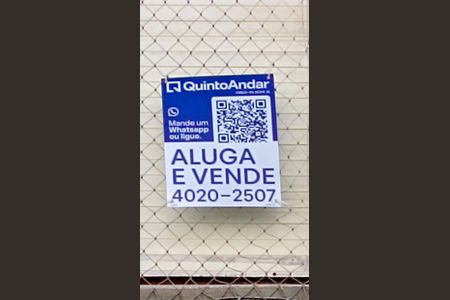 QuintoAndar
Mande um
Whatsapp
ou ligue.
ALUGA
E VENDE
4020-2507